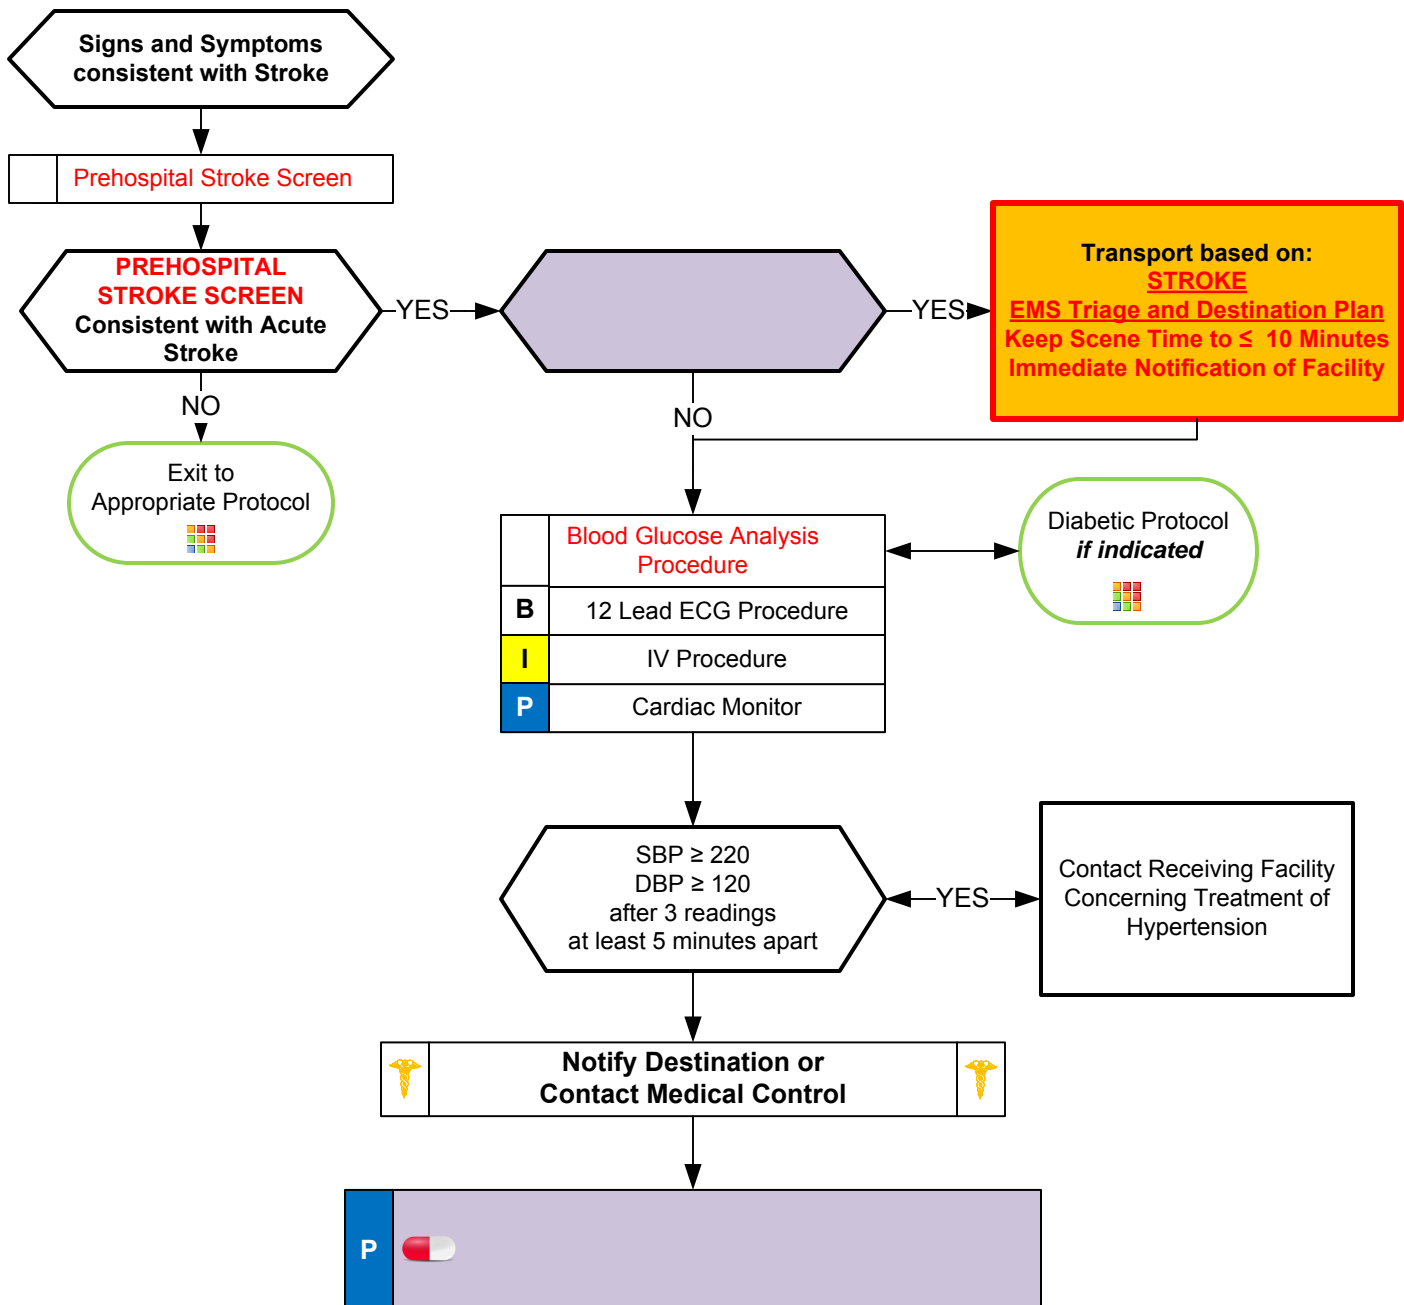 Signs and Symptoms
consistent with Stroke
Prehospital Stroke Screen
PREHOSPITAL
STROKE SCREEN
Consistent with Acute
Stroke
YES
YES
Transport based on:
STROKE
EMS Triage and Destination Plan
Keep Scene Time to ≤ 10 Minutes
Immediate Notification of Facility
NO
NO
Exit to
Appropriate Protocol
Blood Glucose Analysis
Procedure
Diabetic Protocol
if indicated
B 12 Lead ECG Procedure
I IV Procedure
P Cardiac Monitor
SBP ≥ 220
DBP ≥ 120
after 3 readings
at least 5 minutes apart
YES
Contact Receiving Facility
Concerning Treatment of
Hypertension
Notify Destination or
Contact Medical Control
P